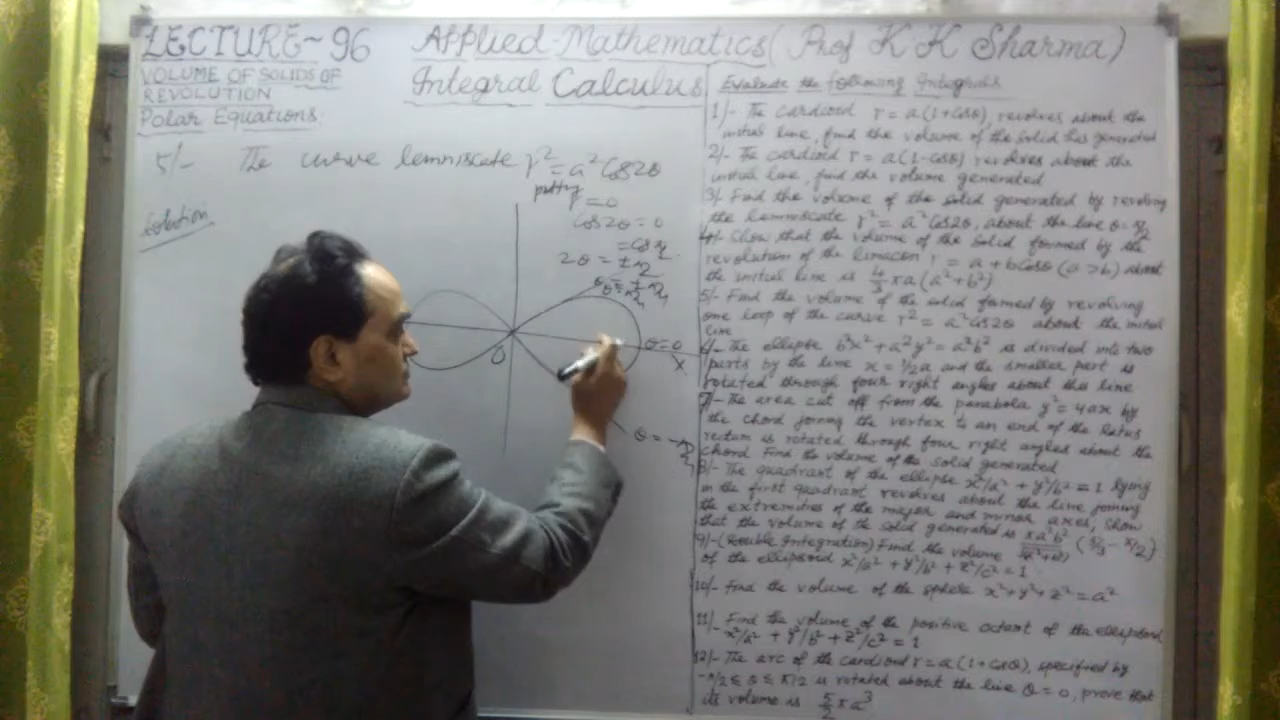 LECTURE~96
Applied Mathematics (Prof K K Sharma)
VOLUME OF SOLIDS OF
REVOLUTION
Polar Equations
Integral Calculus
5/- The curve lemniscate r² = a² Cos2θ
putting
r = 0
Cos 2θ = 0
= Cos π/2
2θ = ± π/2
θ = ± π/4
Solution
O
θ = 0
X
θ = -π/4
Evaluate the following Integrals
1/- The cardioid r = a(1+Cosθ), revolves about the
initial line, find the volume of the solid
generated
2/- The cardioid r = a(1-Cosθ) revolves about the
initial line, find the volume generated
3/- Find the volume of the solid generated by revolving
the lemniscate r² = a² Cos2θ, about the line θ = π/2
4/- Show that the volume of the solid formed by the
revolution of the limacon r = a + b Cosθ (a > b) about
the initial line is 4/3 πa (a²+b²)
5/- Find the volume of the solid formed by revolving
one loop of the curve r² = a² Cos2θ about the initial
line
6/- The ellipse b²x² + a²y² = a²b² is divided into two
parts by the line x = 1/2 a and the smaller part is
rotated through four right angles about this line
7/- The area cut off from the parabola y² = 4ax by
the chord joining the vertex to an end of the latus
rectum is rotated through four right angles about the
chord Find the volume of the solid generated
8/- The quadrant of the ellipse x²/a² + y²/b² = 1 lying
in the first quadrant revolves about the line joining
the extremities of the major and minor axes, show
that the volume of the solid generated is πa²b²/√(a²+b²) (5/3 - π/2)
9/- (Double Integration) Find the volume
of the ellipsoid x²/a² + y²/b² + z²/c² = 1
10/- Find the volume of the sphere x²+y²+z² = a²
11/- Find the volume of the positive octant of the ellipsoid
x²/a² + y²/b² + z²/c² = 1
12/- The arc of the cardioid r = a(1+Cosθ), specified by
-π/2 ≤ θ ≤ π/2 is rotated about the line θ = 0, prove that
its volume is 5/2 πa³